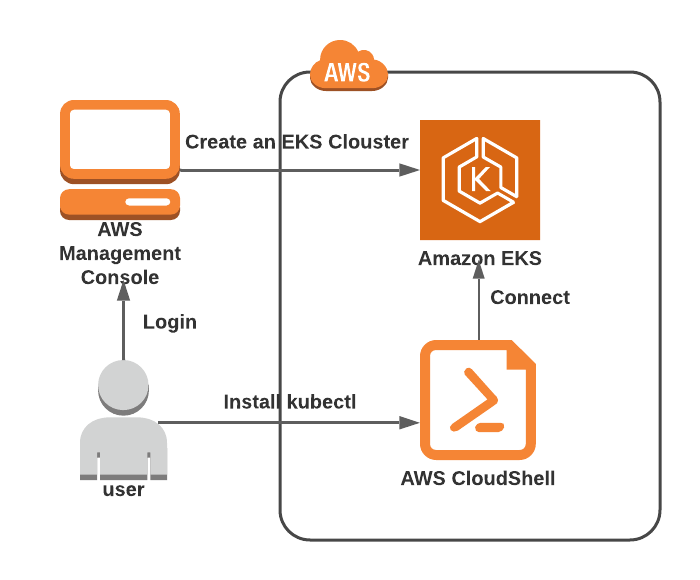 AWS
Create an EKS Clouster
K
AWS
Management
Console
Amazon EKS
Connect
Login
Install kubectl
AWS CloudShell
user